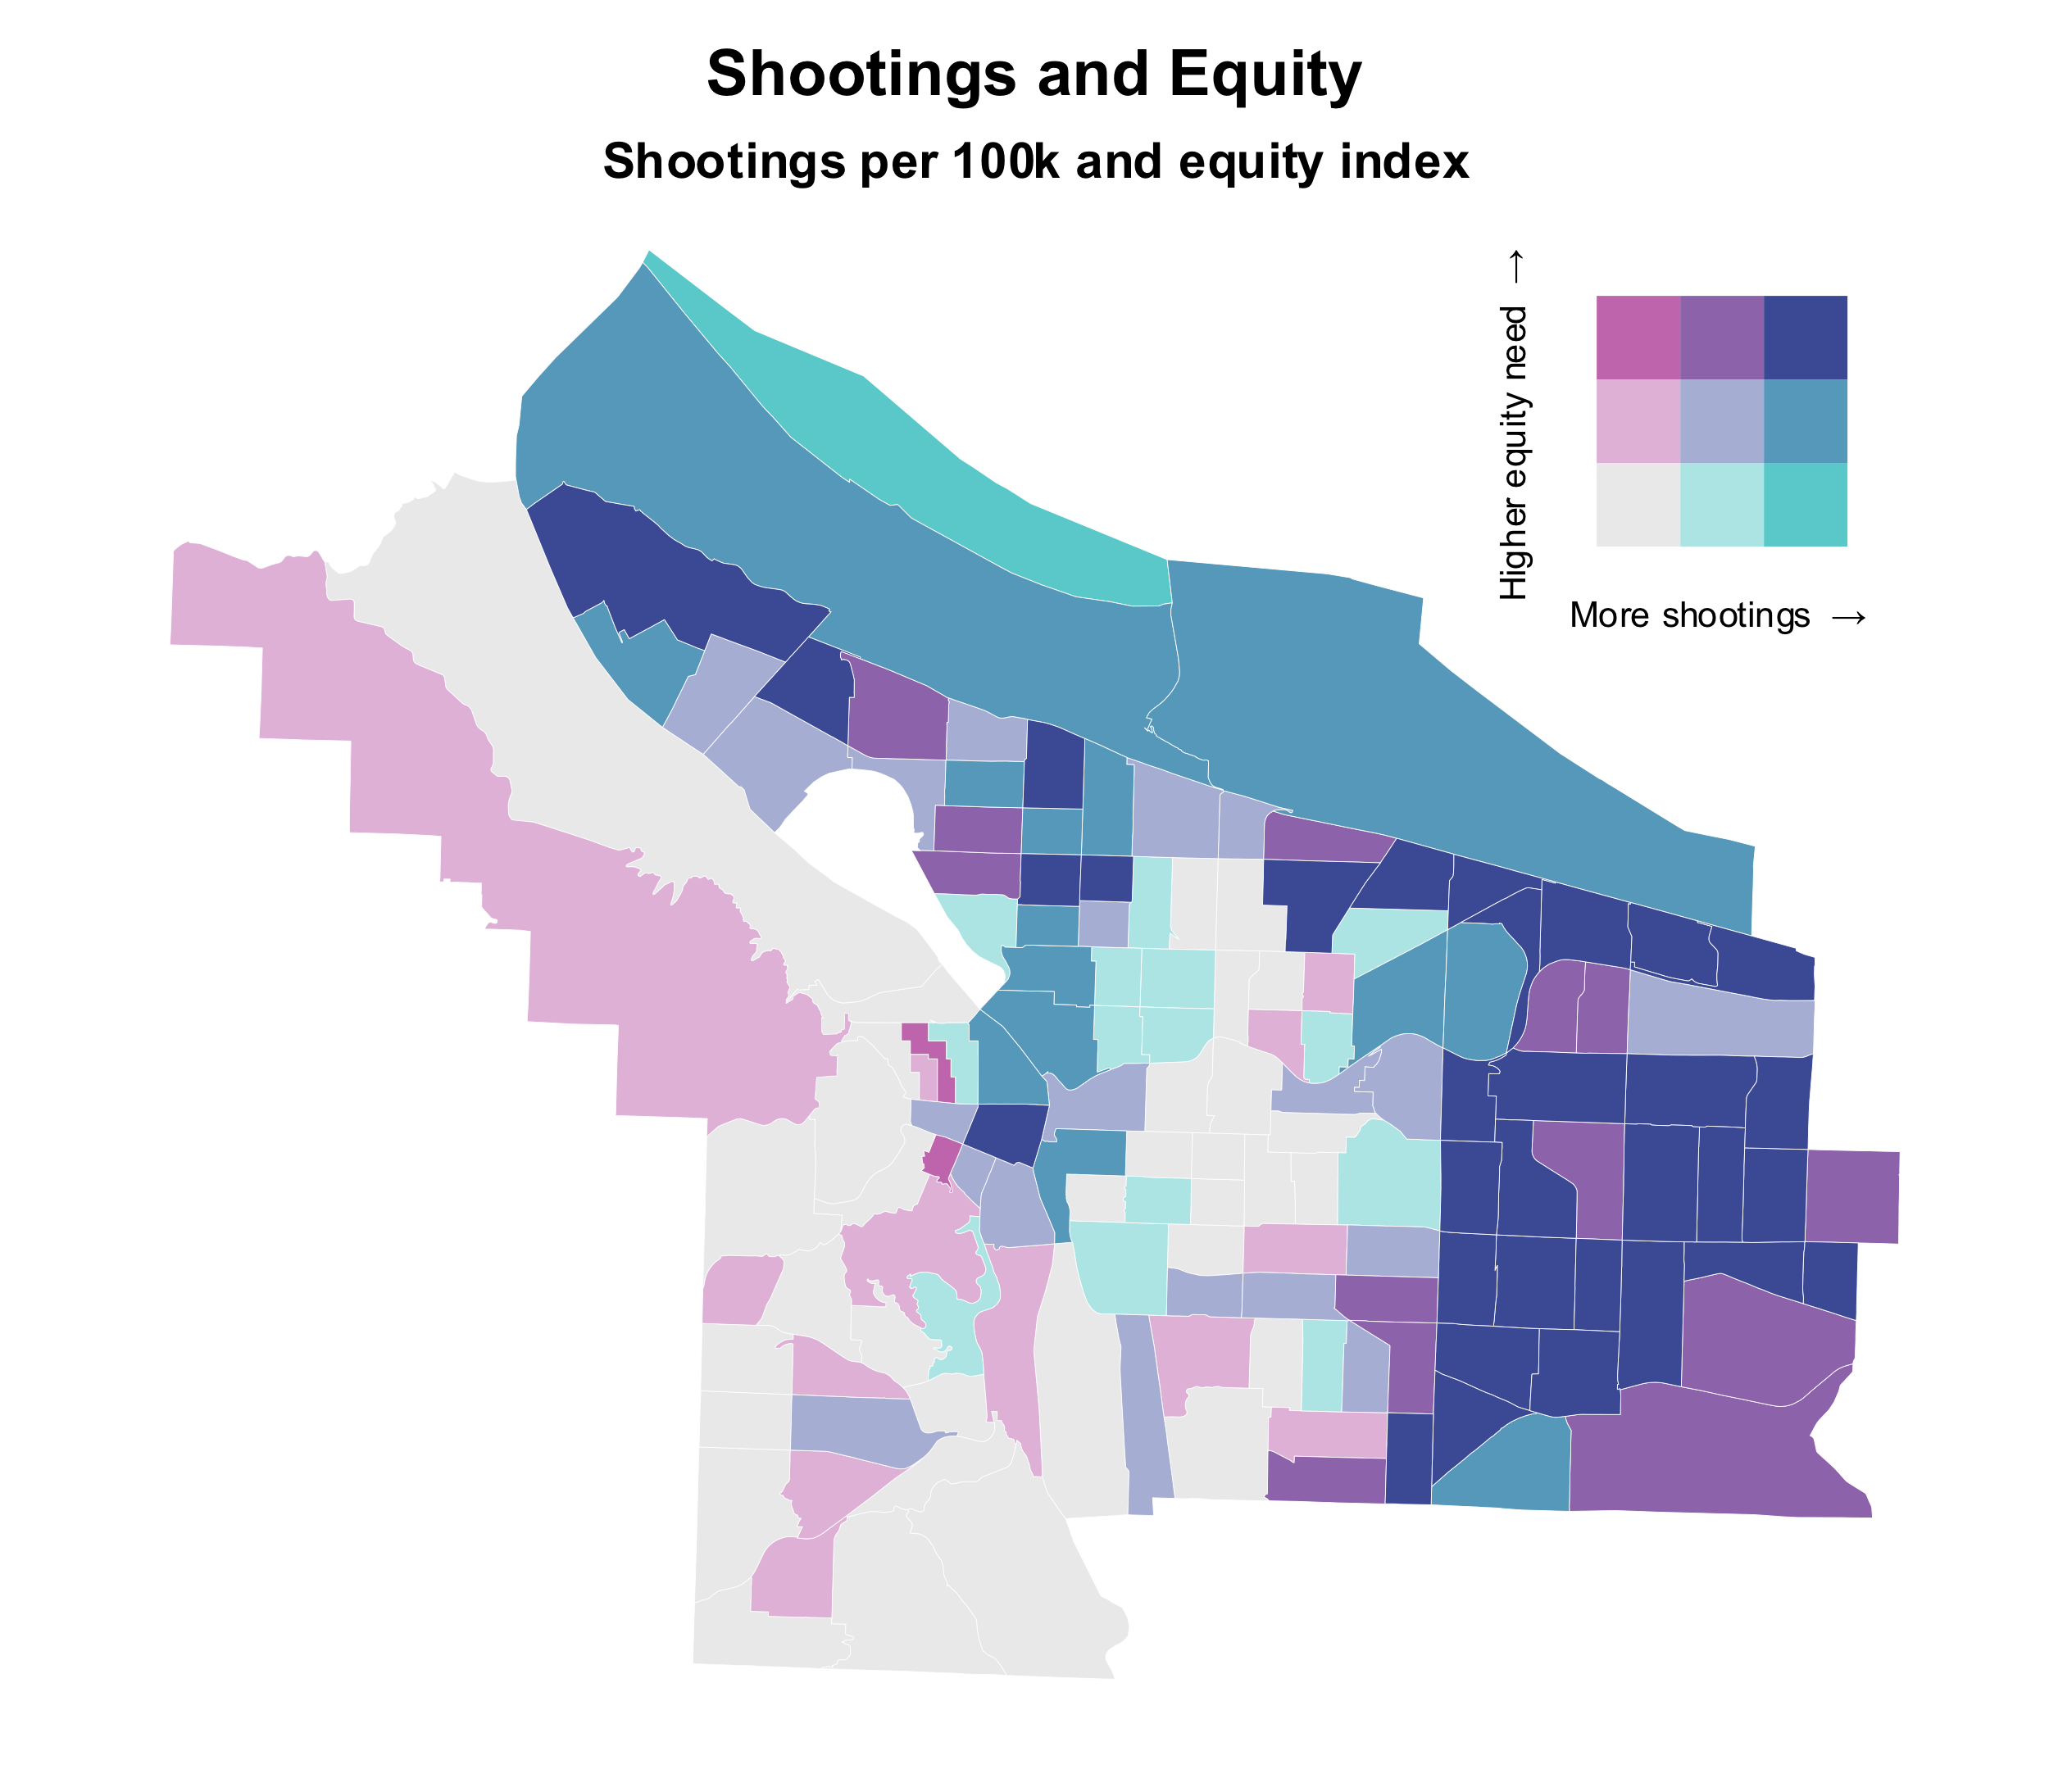 Shootings and Equity
Shootings per 100k and equity index
Higher equity need →
More shootings →